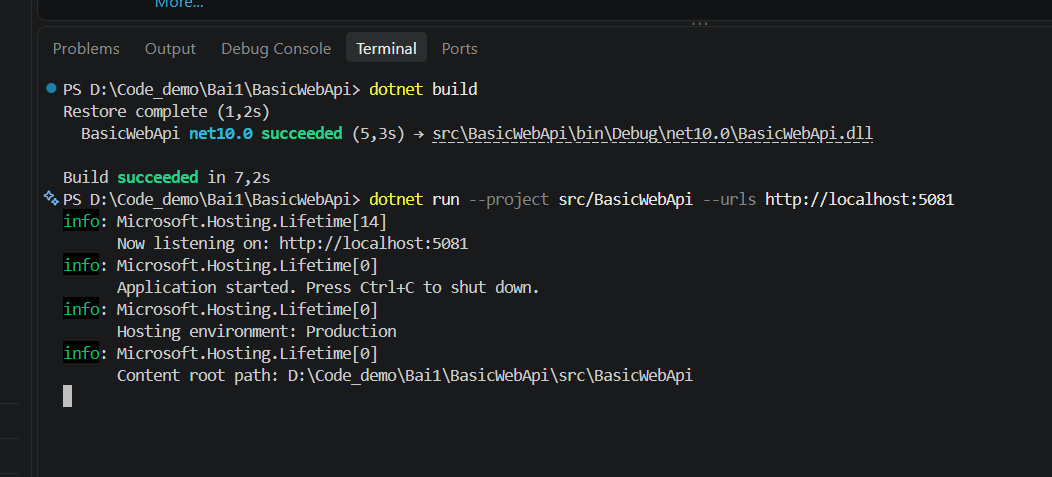 More...
Problems Output Debug Console Terminal Ports
PS D:\Code_demo\Bai1\BasicWebApi> dotnet build
Restore complete (1,2s)
BasicWebApi net10.0 succeeded (5,3s) → src\BasicWebApi\bin\Debug\net10.0\BasicWebApi.dll
Build succeeded in 7,2s
PS D:\Code_demo\Bai1\BasicWebApi> dotnet run --project src/BasicWebApi --urls http://localhost:5081
info: Microsoft.Hosting.Lifetime[14]
Now listening on: http://localhost:5081
info: Microsoft.Hosting.Lifetime[0]
Application started. Press Ctrl+C to shut down.
info: Microsoft.Hosting.Lifetime[0]
Hosting environment: Production
info: Microsoft.Hosting.Lifetime[0]
Content root path: D:\Code_demo\Bai1\BasicWebApi\src\BasicWebApi